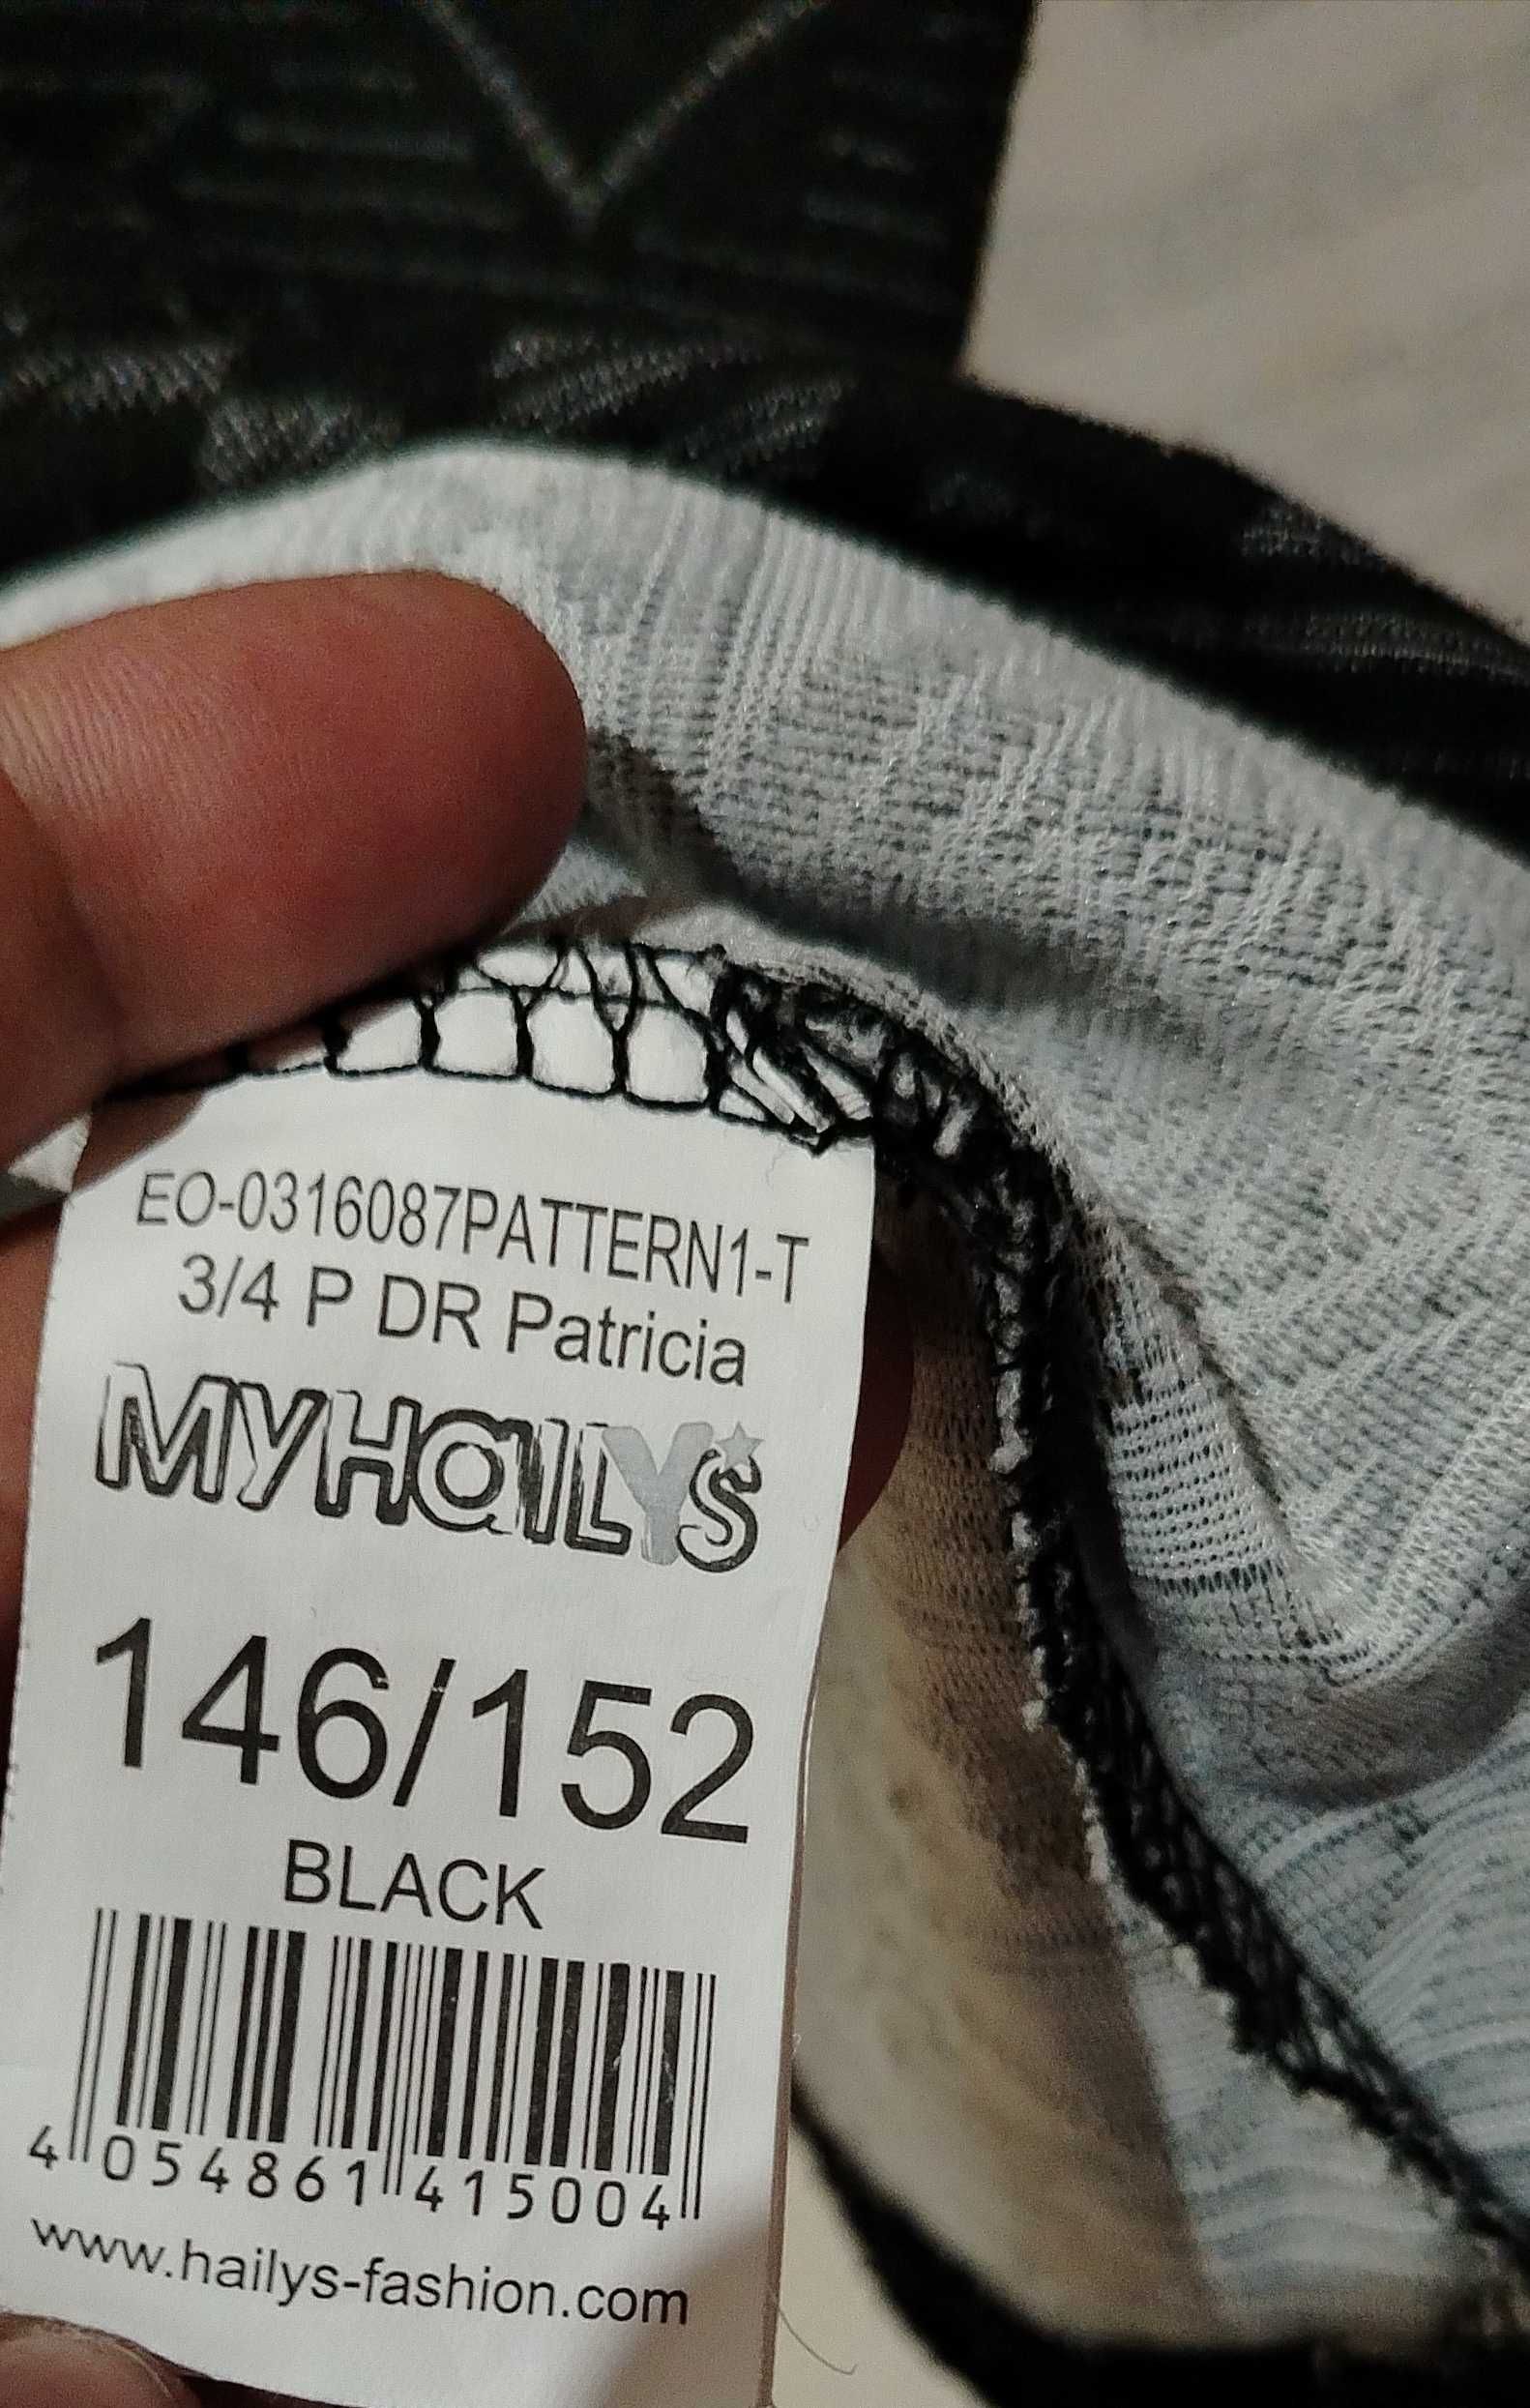 EO-0316087PATTERN1-T
3/4 P DR Patricia
MYHaiLYS
146/152
BLACK
4 054861 415004
www.hailys-fashion.com